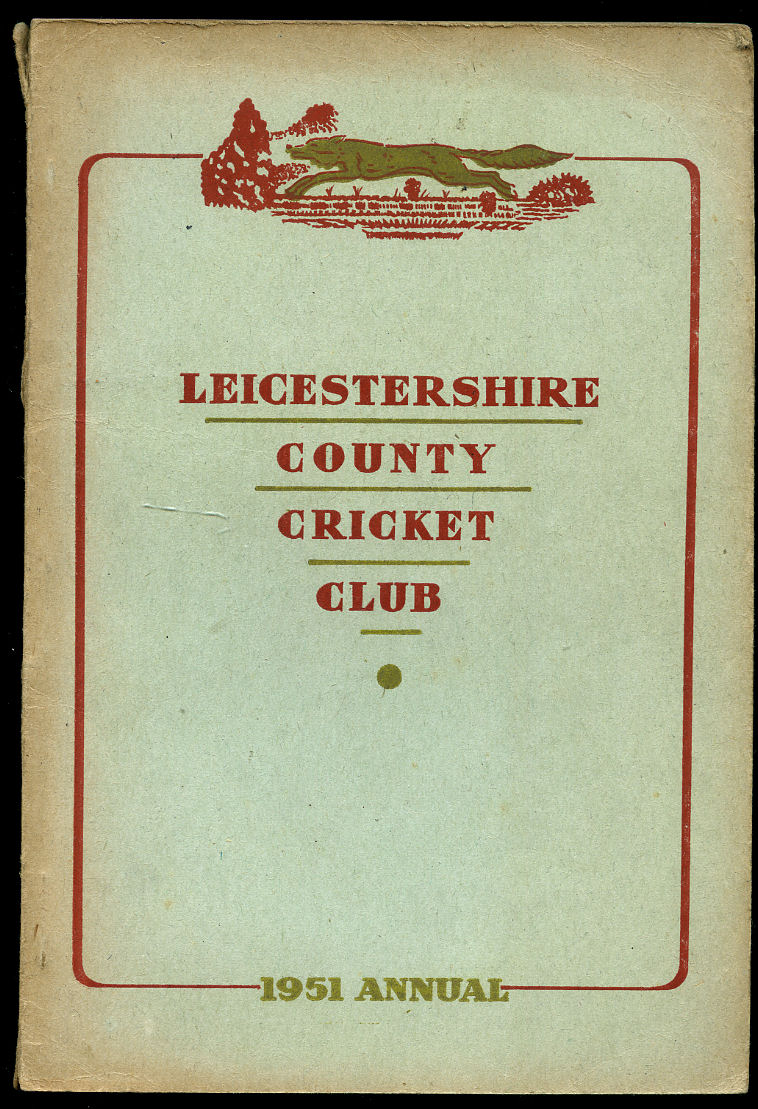 LEICESTERSHIRE
COUNTY
CRICKET
CLUB
1951 ANNUAL